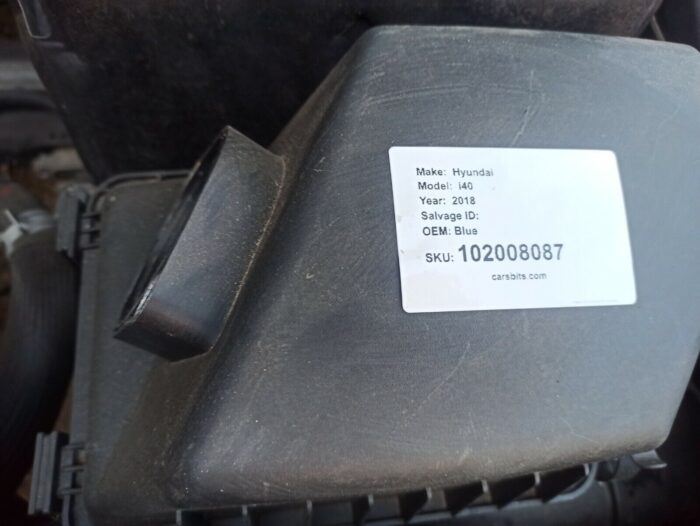 Make: Hyundai
Model: i40
Year: 2018
Salvage ID:
OEM: Blue
SKU: 102008087
carsbits.com